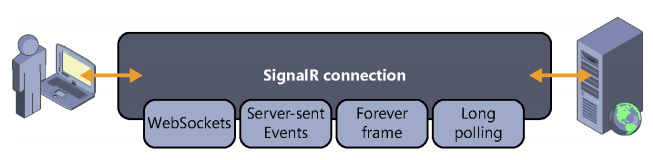 SignalR connection
WebSockets
Server-sent
Events
Forever
frame
Long
polling